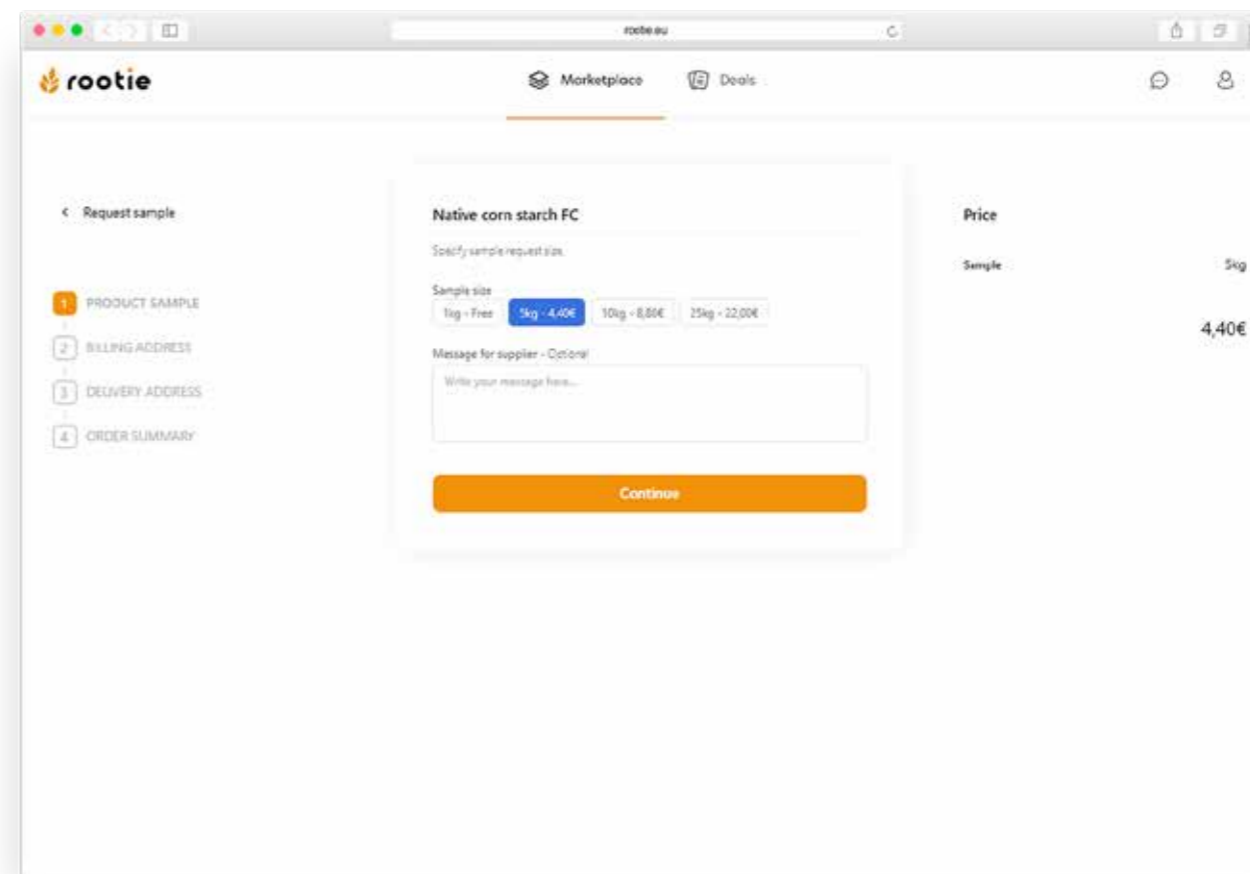 rootie.eu
rootie
Marketplace
Deals
Request sample
1 PRODUCT SAMPLE
2 BILLING ADDRESS
3 DELIVERY ADDRESS
4 ORDER SUMMARY
Native corn starch FC
Specify sample request size.
Sample size
1kg - Free 5kg - 4,40€ 10kg - 8,80€ 25kg - 22,00€
Message for supplier - Optional
Write your message here...
Continue
Price
Sample 5kg
4,40€